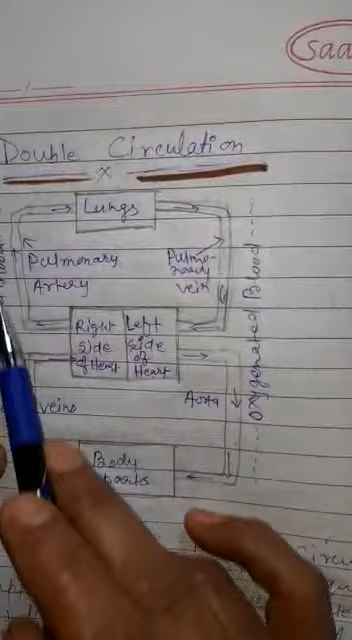 saa
Double Circulation
Lungs
Pulmonary
Artery
Pulmo-
nary
vein
Oxygenated Blood
Right
Side
of Heart
Left
Side
of
Heart
veins
Aorta
Body
parts